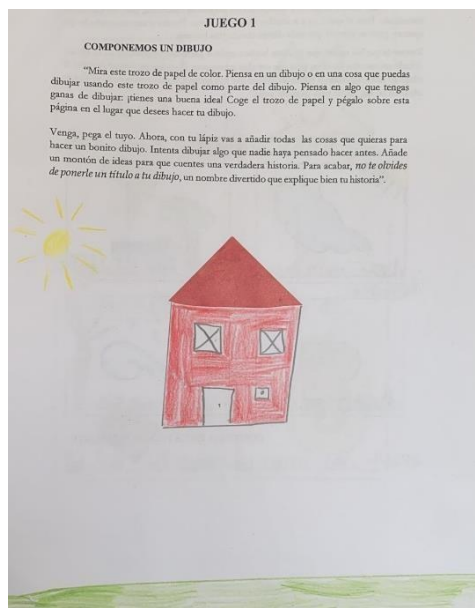 JUEGO 1
COMPONEMOS UN DIBUJO
“Mira este trozo de papel de color. Piensa en un dibujo o en una cosa que puedas
dibujar usando este trozo de papel como parte del dibujo. Piensa en algo que tengas
ganas de dibujar: ¡tienes una buena idea! Coge el trozo de papel y pégalo sobre esta
página en el lugar que desees hacer tu dibujo.
Venga, pega el tuyo. Ahora, con tu lápiz vas a añadir todas las cosas que quieras para
hacer un bonito dibujo. Intenta dibujar algo que nadie haya pensado hacer antes. Añade
un montón de ideas para que cuentes una verdadera historia. Para acabar, no te olvides
de ponerle un título a tu dibujo, un nombre divertido que explique bien tu historia”.